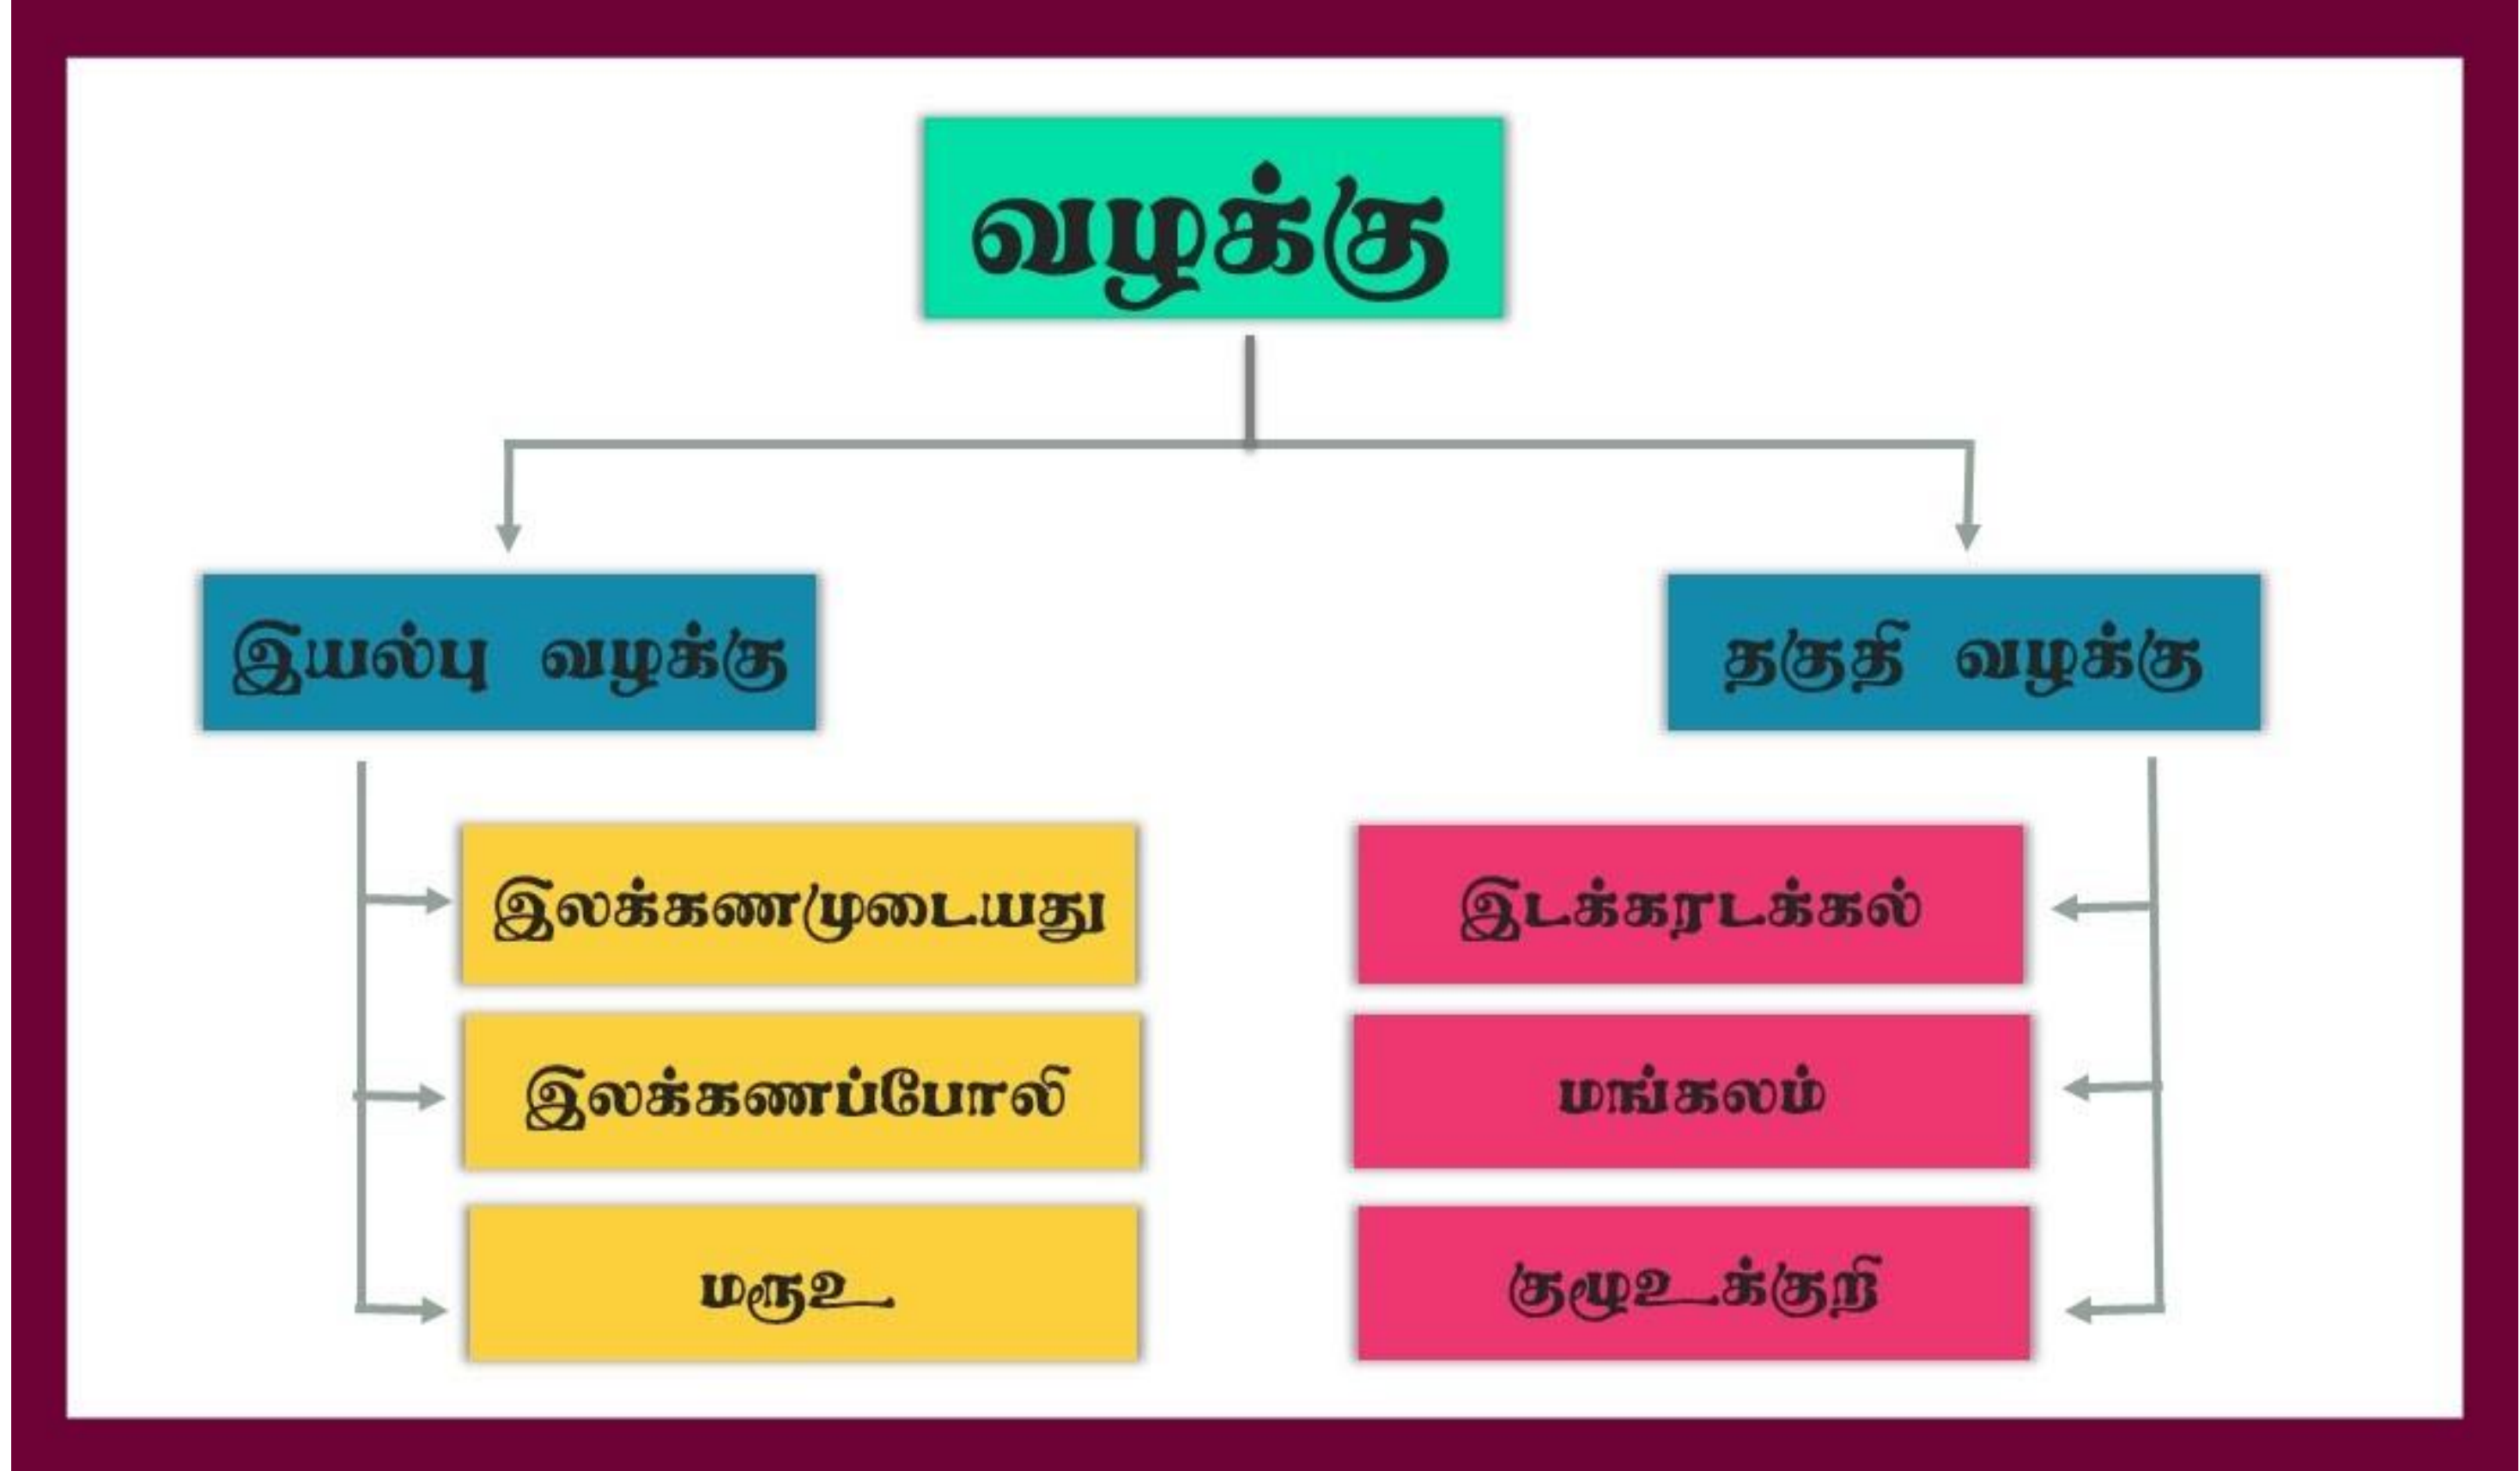 வழக்கு
இயல்பு வழக்கு
தகுதி வழக்கு
இலக்கணமுடையது
இடக்கரடக்கல்
இலக்கணப்போலி
மங்கலம்
மரூஉ
குழூஉக்குறி